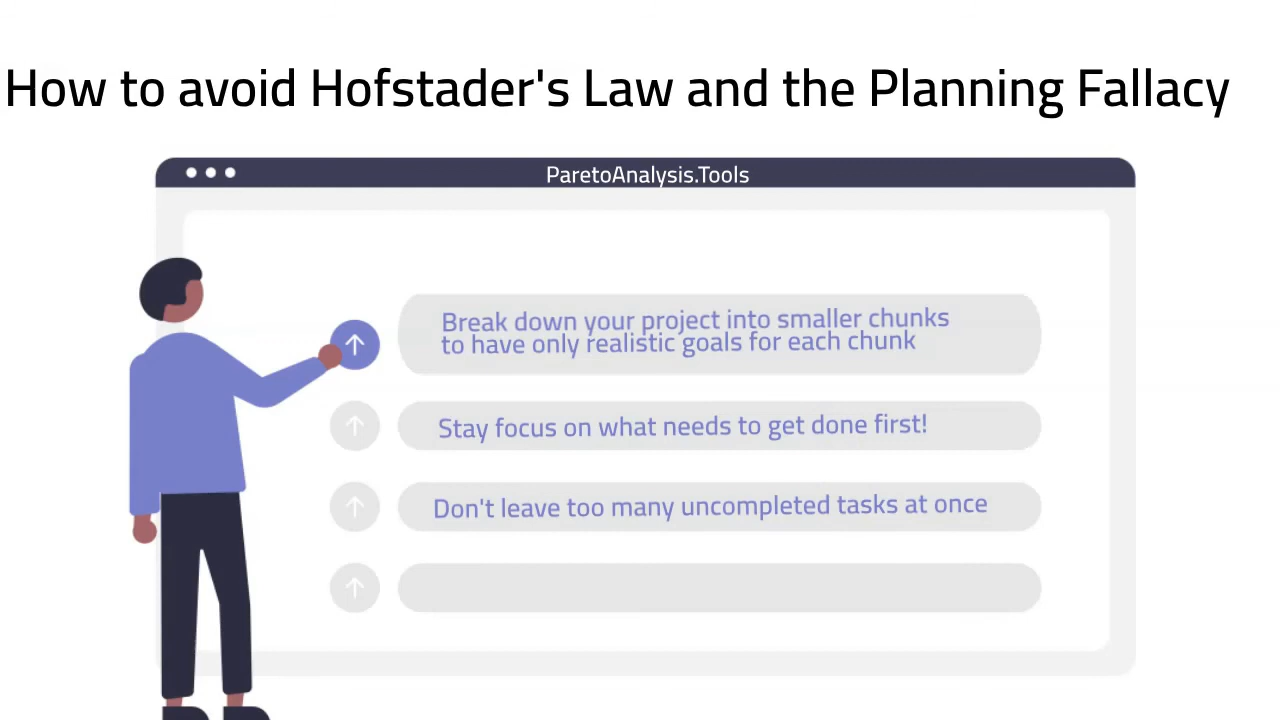 How to avoid Hofstader's Law and the Planning Fallacy
ParetoAnalysis.Tools
Break down your project into smaller chunks
to have only realistic goals for each chunk
Stay focus on what needs to get done first!
Don't leave too many uncompleted tasks at once